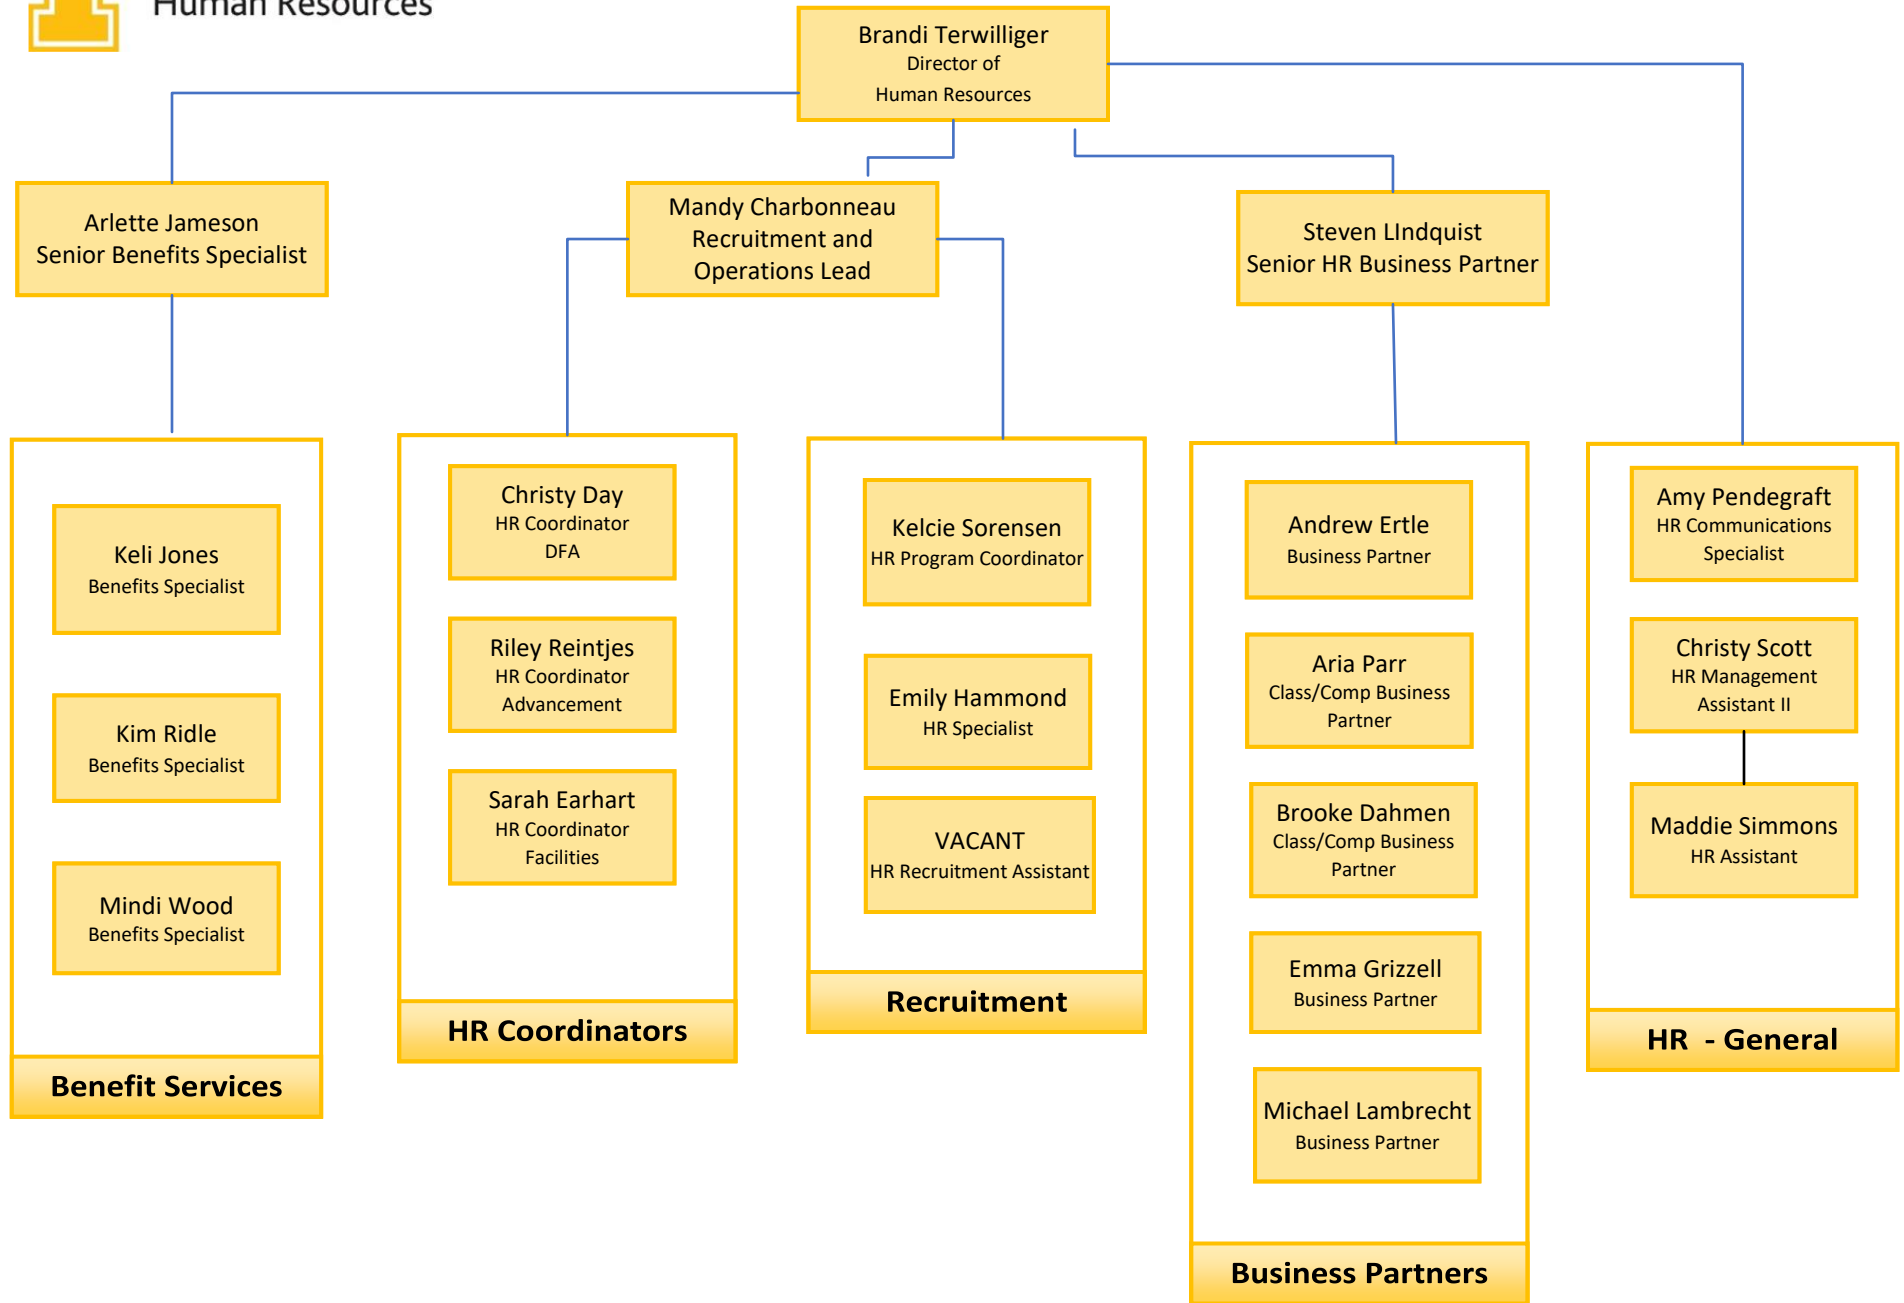 Human Resources
Brandi Terwilliger
Director of
Human Resources
Arlette Jameson
Senior Benefits Specialist
Mandy Charbonneau
Recruitment and
Operations Lead
Steven LIndquist
Senior HR Business Partner
Keli Jones
Benefits Specialist
Kim Ridle
Benefits Specialist
Mindi Wood
Benefits Specialist
Benefit Services
Christy Day
HR Coordinator
DFA
Riley Reintjes
HR Coordinator
Advancement
Sarah Earhart
HR Coordinator
Facilities
HR Coordinators
Kelcie Sorensen
HR Program Coordinator
Emily Hammond
HR Specialist
VACANT
HR Recruitment Assistant
Recruitment
Andrew Ertle
Business Partner
Aria Parr
Class/Comp Business
Partner
Brooke Dahmen
Class/Comp Business
Partner
Emma Grizzell
Business Partner
Michael Lambrecht
Business Partner
Business Partners
Amy Pendegraft
HR Communications
Specialist
Christy Scott
HR Management
Assistant II
Maddie Simmons
HR Assistant
HR - General